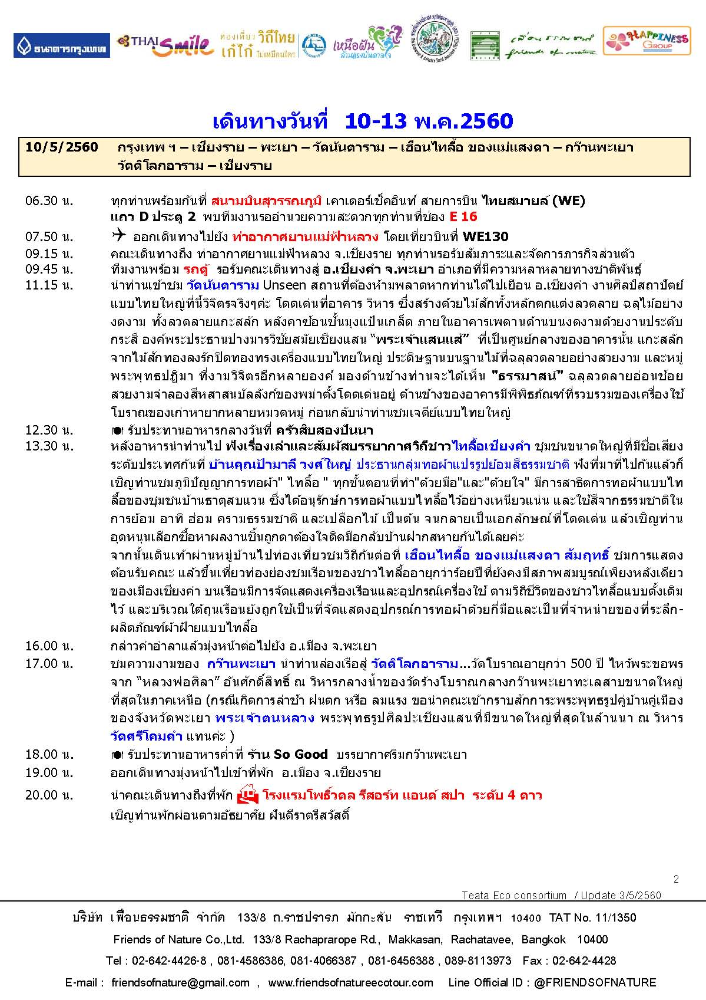 ธนาคารกรุงเทพ THAI Smile ท่องเที่ยว วิถีไทย เก๋ไก๋ ไม่เหมือนใคร เหนือฝัน ล้านแรงบันดาลใจ เพื่อนธรรมชาติ friends of nature HAPPINESS GROUP
เดินทางวันที่ 10-13 พ.ค.2560
10/5/2560 กรุงเทพ ฯ – เชียงราย – พะเยา – วัดนันตาราม – เฮือนไทลื้อ ของแม่แสงดา – กว๊านพะเยา
วัดติโลกอาราม – เชียงราย
06.30 น. ทุกท่านพร้อมกันที่ สนามบินสุวรรณภูมิ เคาเตอร์เช็คอินท์ สายการบิน ไทยสมายล์ (WE)
แถว D ประตู 2 พบทีมงานรออำนวยความสะดวกทุกท่านที่ช่อง E 16
07.50 น. ✈ ออกเดินทางไปยัง ท่าอากาศยานแม่ฟ้าหลวง โดยเที่ยวบินที่ WE130
09.15 น. คณะเดินทางถึง ท่าอากาศยานแม่ฟ้าหลวง จ.เชียงราย ทุกท่านรอรับสัมภาระและจัดการภารกิจส่วนตัว
09.45 น. ทีมงานพร้อม รถตู้ รอรับคณะเดินทางสู่ อ.เชียงคำ จ.พะเยา อำเภอที่มีความหลาหลายทางชาติพันธุ์
11.15 น. นำท่านเข้าชม วัดนันตาราม Unseen สถานที่ต้องห้ามพลาดหากท่านได้ไปเยือน อ.เชียงคำ งานศิลป์สถาปัตย์
แบบไทยใหญ่ที่นี้วิจิตรจริงๆค่ะ โดดเด่นที่อาคาร วิหาร ซึ่งสร้างด้วยไม้สักทั้งหลักตกแต่งลวดลาย ฉลุไม้อย่าง
งดงาม ทั้งลวดลายแกะสลัก หลังคาซ้อนชั้นมุงแป้นเกล็ด ภายในอาคารเพดานด้านบนงดงามด้วยงานประดับ
กระสี องค์พระประธานปางมารวิชัยสมัยเชียงแสน “พระเจ้าแสนแส้” ที่เป็นศูนย์กลางของอาคารนั้น แกะสลัก
จากไม้สักทองลงรักปิดทองทรงเครื่องแบบไทยใหญ่ ประดิษฐานบนฐานไม้ที่ฉลุลวดลายอย่างสวยงาม และหมู่
พระพุทธปฏิมา ที่งามวิจิตรอีกหลายองค์ มองด้านข้างท่านจะได้เห็น "ธรรมาสน์" ฉลุลวดลายอ่อนช้อย
สวยงามจำลองสีหสาสนบัลลังก์ของพม่าตั้งโดดเด่นอยู่ ด้านข้างของอาคารมีพิพิธภัณฑ์ที่รวบรวมของเครื่องใช้
โบราณของเก่าหายากหลายหมวดหมู่ ก่อนกลับนำท่านชมเจดีย์แบบไทยใหญ่
12.30 น. รับประทานอาหารกลางวันที่ ครัวสิบสองปันนา
13.30 น. หลังอาหารนำท่านไป ฟังเรื่องเล่าและสัมผัสบรรยากาศวิถีชาวไทลื้อเชียงคำ ชุมชนขนาดใหญ่ที่มีชื่อเสียง
ระดับประเทศกันที่ บ้านคุณป้ามาลี วงศ์ใหญ่ ประธานกลุ่มทอผ้าแปรรูปย้อมสีธรรมชาติ ฟังที่มาที่ไปกันแล้วก็
เชิญท่านชมภูมิปัญญาการทอผ้า" ไทลื้อ " ทุกขั้นตอนที่ทำ"ด้วยมือ"และ"ด้วยใจ" มีการสาธิตการทอผ้าแบบไท
ลื้อของชุมชนบ้านธาตุสบแวน ซึ่งได้อนุรักษ์การทอผ้าแบบไทลื้อไว้อย่างเหนียวแน่น และใช้สีจากธรรมชาติใน
การย้อม อาทิ ฮ่อม ครามธรรมชาติ และเปลือกไม้ เป็นต้น จนกลายเป็นเอกลักษณ์ที่โดดเด่น แล้วเชิญท่าน
อุดหนุนเลือกซื้อหาผลงานชิ้นถูกตาต้องใจติดมือกลับบ้านฝากสหายกันได้เลยค่ะ
จากนั้นเดินเท้าผ่านหมู่บ้านไปท่องเที่ยวชมวิถีกันต่อที่ เฮือนไทลื้อ ของแม่แสงดา สัมฤทธิ์ ชมการแสดง
ต้อนรับคณะ แล้วขึ้นเที่ยวท่องย่องชมเรือนของชาวไทลื้ออายุกว่าร้อยปีที่ยังคงมีสภาพสมบูรณ์เพียงหลังเดียว
ของเมืองเชียงคำ บนเรือนมีการจัดแสดงเครื่องเรือนและอุปกรณ์เครื่องใช้ ตามวิถีชีวิตของชาวไทลื้อแบบดั้งเดิม
ไว้ และบริเวณใต้ถุนเรือนยังถูกใช้เป็นที่จัดแสดงอุปกรณ์การทอผ้าด้วยกี่มือและเป็นที่จำหน่ายของที่ระลึก-
ผลิตภัณฑ์ผ้าฝ้ายแบบไทลื้อ
16.00 น. กล่าวคำอำลาแล้วมุ่งหน้าต่อไปยัง อ.เมือง จ.พะเยา
17.00 น. ชมความงามของ กว๊านพะเยา นำท่านล่องเรือสู่ วัดติโลกอาราม...วัดโบราณอายุกว่า 500 ปี ไหว้พระขอพร
จาก “หลวงพ่อศิลา” อันศักดิ์สิทธิ์ ณ วิหารกลางน้ำของวัดร้างโบราณกลางกว๊านพะเยาทะเลสาบขนาดใหญ่
ที่สุดในภาคเหนือ (กรณีเกิดการล่าช้า ฝนตก หรือ ลมแรง ขอนำคณะเข้ากราบสักการะพระพุทธรูปคู่บ้านคู่เมือง
ของจังหวัดพะเยา พระเจ้าตนหลวง พระพุทธรูปศิลปะเชียงแสนที่มีขนาดใหญ่ที่สุดในล้านนา ณ วิหาร
วัดศรีโคมคำ แทนค่ะ )
18.00 น. รับประทานอาหารค่ำที่ ร้าน So Good บรรยากาศริมกว๊านพะเยา
19.00 น. ออกเดินทางมุ่งหน้าไปเข้าที่พัก อ.เมือง จ.เชียงราย
20.00 น. นำคณะเดินทางถึงที่พัก โรงแรมโพธิ์วดล รีสอร์ท แอนด์ สปา ระดับ 4 ดาว
เชิญท่านพักผ่อนตามอัธยาศัย ฝันดีราตรีสวัสดิ์
2
Teata Eco consortium / Update 3/5/2560
บริษัท เพื่อนธรรมชาติ จำกัด 133/8 ถ.ราชปรารภ มักกะสัน ราชเทวี กรุงเทพฯ 10400 TAT No. 11/1350
Friends of Nature Co.,Ltd. 133/8 Rachaprarope Rd., Makkasan, Rachatavee, Bangkok 10400
Tel : 02-642-4426-8 , 081-4586386, 081-4066387 , 081-6456388 , 089-8113973 Fax : 02-642-4428
E-mail : friendsofnature@gmail.com , www.friendsofnatureecotour.com Line Official ID : @FRIENDSOFNATURE